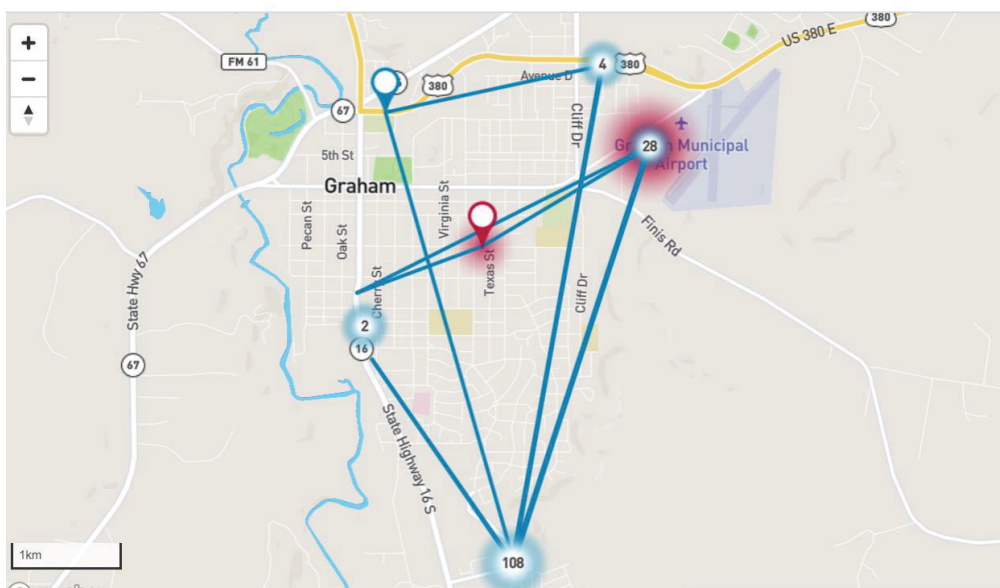 +
−
FM 61
67
380
Avenue D
4
380
US 380 E
380
Cliff Dr
28
Municipal
Airport
5th St
Graham
Pecan St
Oak St
Virginia St
Finis Rd
State Hwy 67
Cherry St
Texas St
Cliff Dr
2
16
67
State Highway 16 S
1km
108